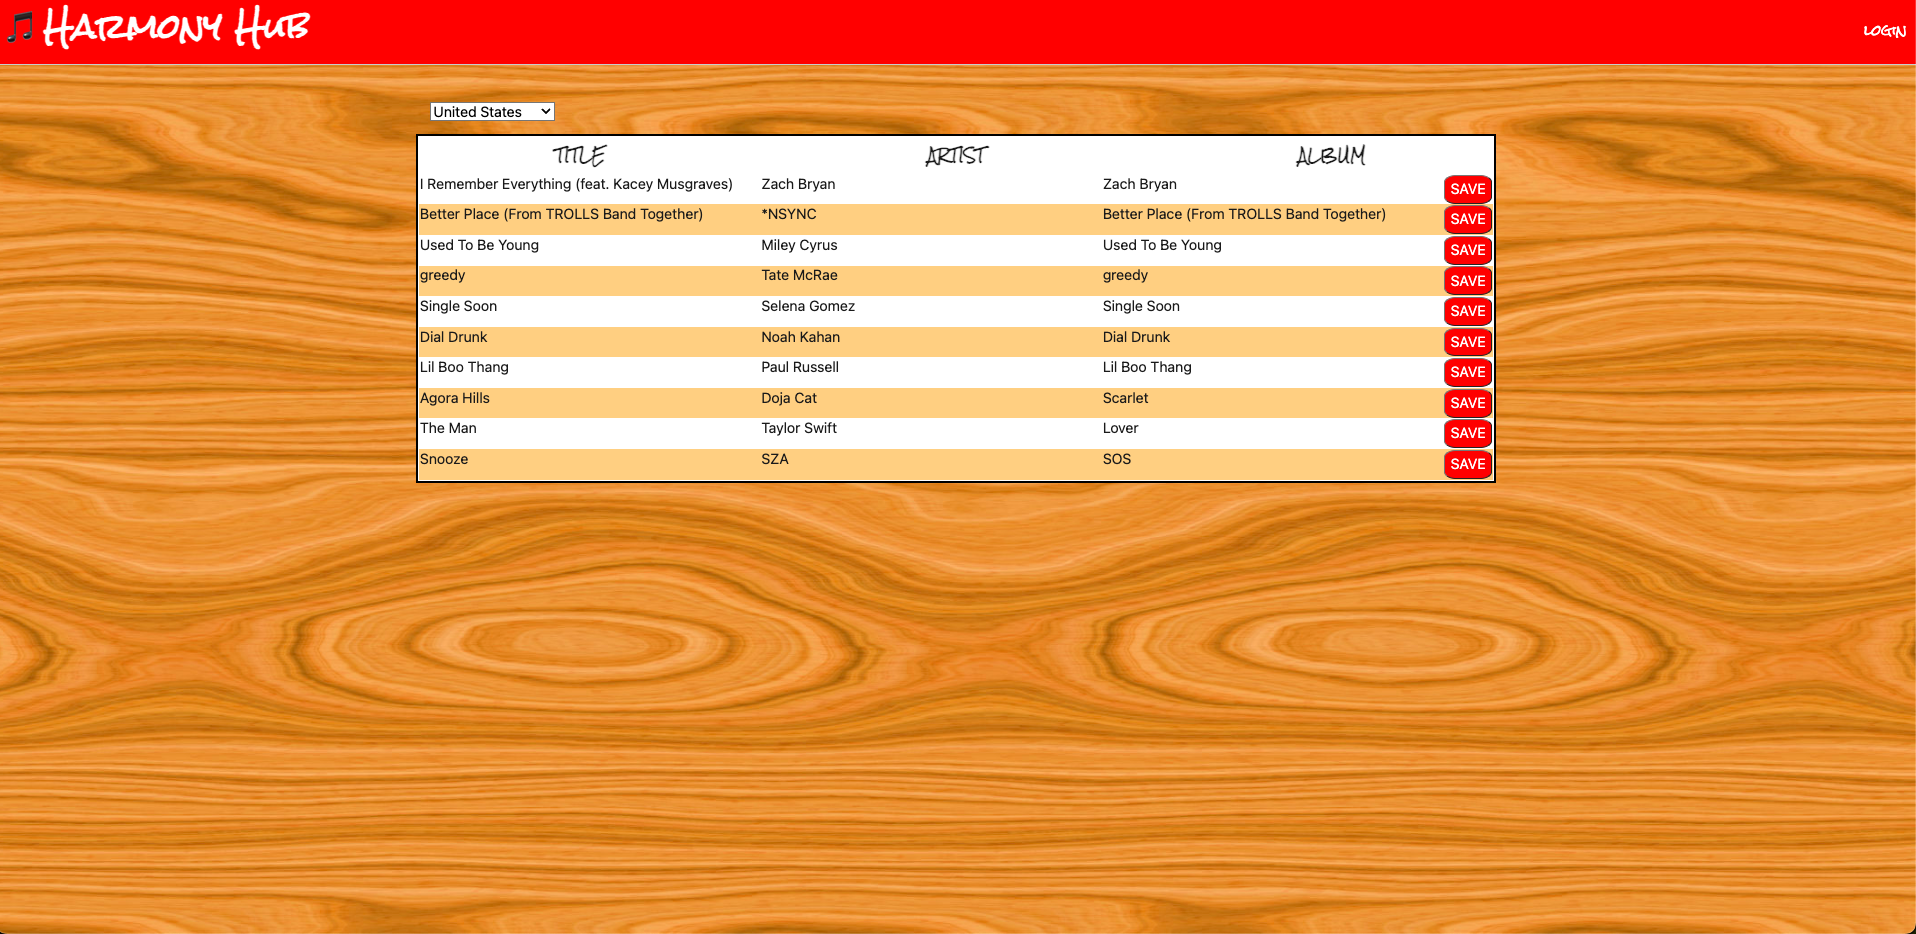 Harmony Hub
LOGIN
United States
TITLE ARTIST ALBUM
I Remember Everything (feat. Kacey Musgraves) Zach Bryan Zach Bryan SAVE
Better Place (From TROLLS Band Together) *NSYNC Better Place (From TROLLS Band Together) SAVE
Used To Be Young Miley Cyrus Used To Be Young SAVE
greedy Tate McRae greedy SAVE
Single Soon Selena Gomez Single Soon SAVE
Dial Drunk Noah Kahan Dial Drunk SAVE
Lil Boo Thang Paul Russell Lil Boo Thang SAVE
Agora Hills Doja Cat Scarlet SAVE
The Man Taylor Swift Lover SAVE
Snooze SZA SOS SAVE